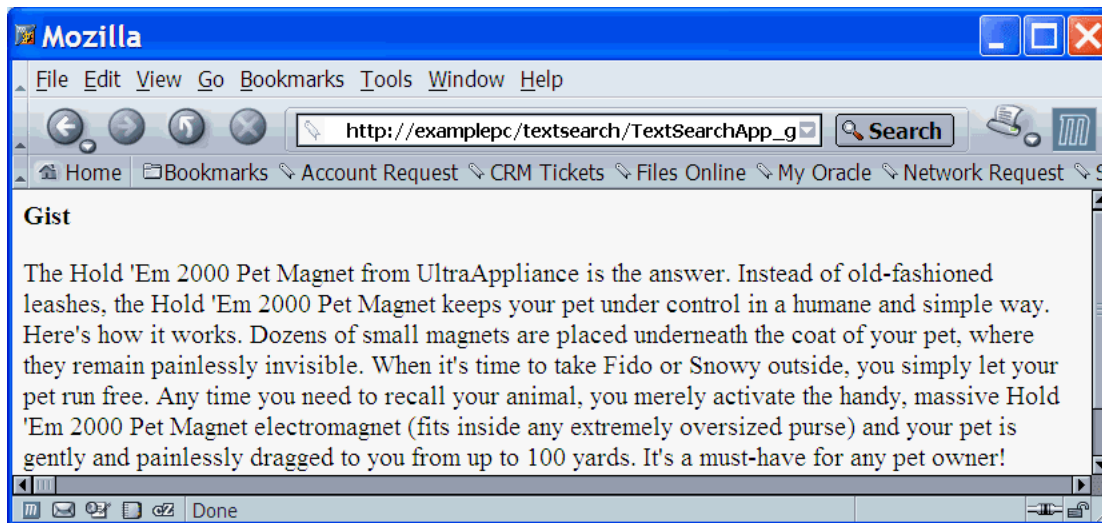 Mozilla
File Edit View Go Bookmarks Tools Window Help
http://examplepc/textsearch/TextSearchApp_g Search
Home Bookmarks Account Request CRM Tickets Files Online My Oracle Network Request
Gist
The Hold 'Em 2000 Pet Magnet from UltraAppliance is the answer. Instead of old-fashioned
leashes, the Hold 'Em 2000 Pet Magnet keeps your pet under control in a humane and simple way.
Here's how it works. Dozens of small magnets are placed underneath the coat of your pet, where
they remain painlessly invisible. When it's time to take Fido or Snowy outside, you simply let your
pet run free. Any time you need to recall your animal, you merely activate the handy, massive Hold
'Em 2000 Pet Magnet electromagnet (fits inside any extremely oversized purse) and your pet is
gently and painlessly dragged to you from up to 100 yards. It's a must-have for any pet owner!
Done